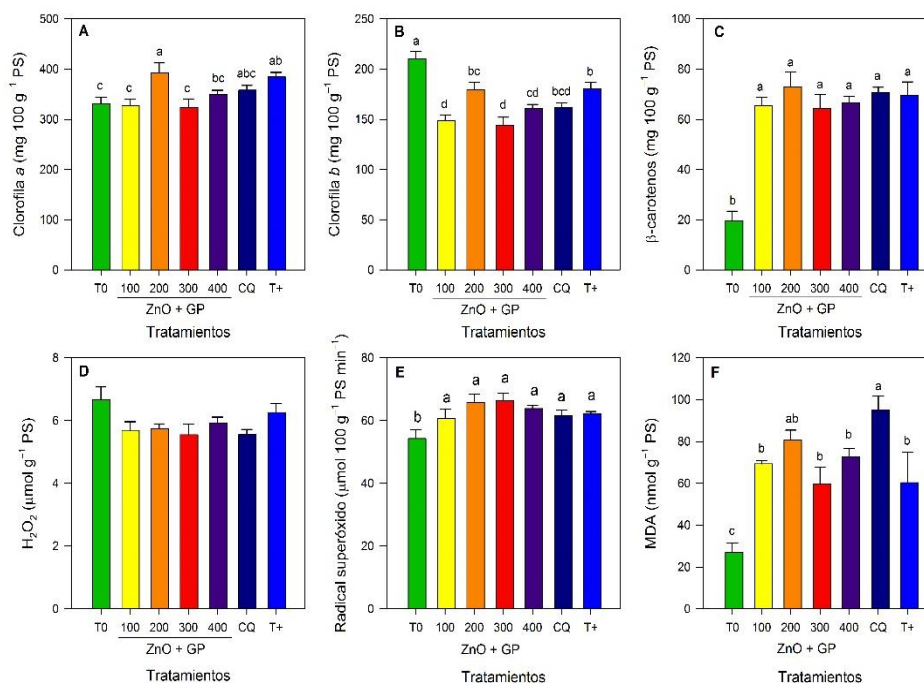 A
Clorofila a (mg 100 g⁻¹ PS)
500
400
300
200
100
0
c
c
a
c
bc
abc
ab
T0 100 200 300 400 CQ T+
ZnO + GP
Tratamientos
B
Clorofila b (mg 100 g⁻¹ PS)
250
200
150
100
50
0
a
d
bc
d
cd
bcd
b
T0 100 200 300 400 CQ T+
ZnO + GP
Tratamientos
C
β-carotenos (mg 100 g⁻¹ PS)
100
80
60
40
20
0
b
a
a
a
a
a
a
T0 100 200 300 400 CQ T+
ZnO + GP
Tratamientos
D
H₂O₂ (μmol g⁻¹ PS)
8
6
4
2
0
T0 100 200 300 400 CQ T+
ZnO + GP
Tratamientos
E
Radical superóxido (μmol 100 g⁻¹ PS min⁻¹)
80
60
40
20
0
b
a
a
a
a
a
a
T0 100 200 300 400 CQ T+
ZnO + GP
Tratamientos
F
MDA (nmol g⁻¹ PS)
120
100
80
60
40
20
0
c
b
ab
b
b
a
b
T0 100 200 300 400 CQ T+
ZnO + GP
Tratamientos